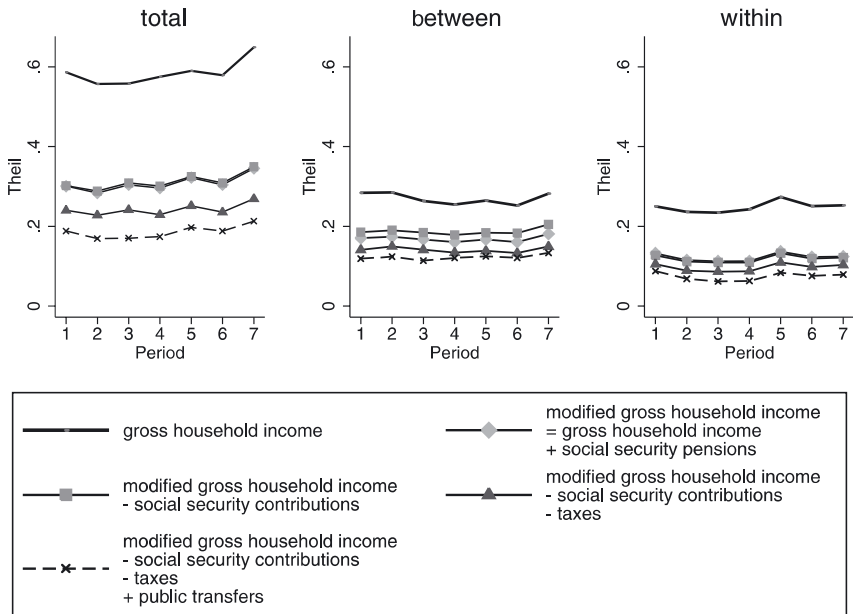 total
between
within
Theil
.6
.4
.2
0
1 2 3 4 5 6 7
Period
Theil
.6
.4
.2
0
1 2 3 4 5 6 7
Period
Theil
.6
.4
.2
0
1 2 3 4 5 6 7
Period
gross household income
modified gross household income
= gross household income
+ social security pensions
modified gross household income
- social security contributions
modified gross household income
- social security contributions
- taxes
modified gross household income
- social security contributions
- taxes
+ public transfers